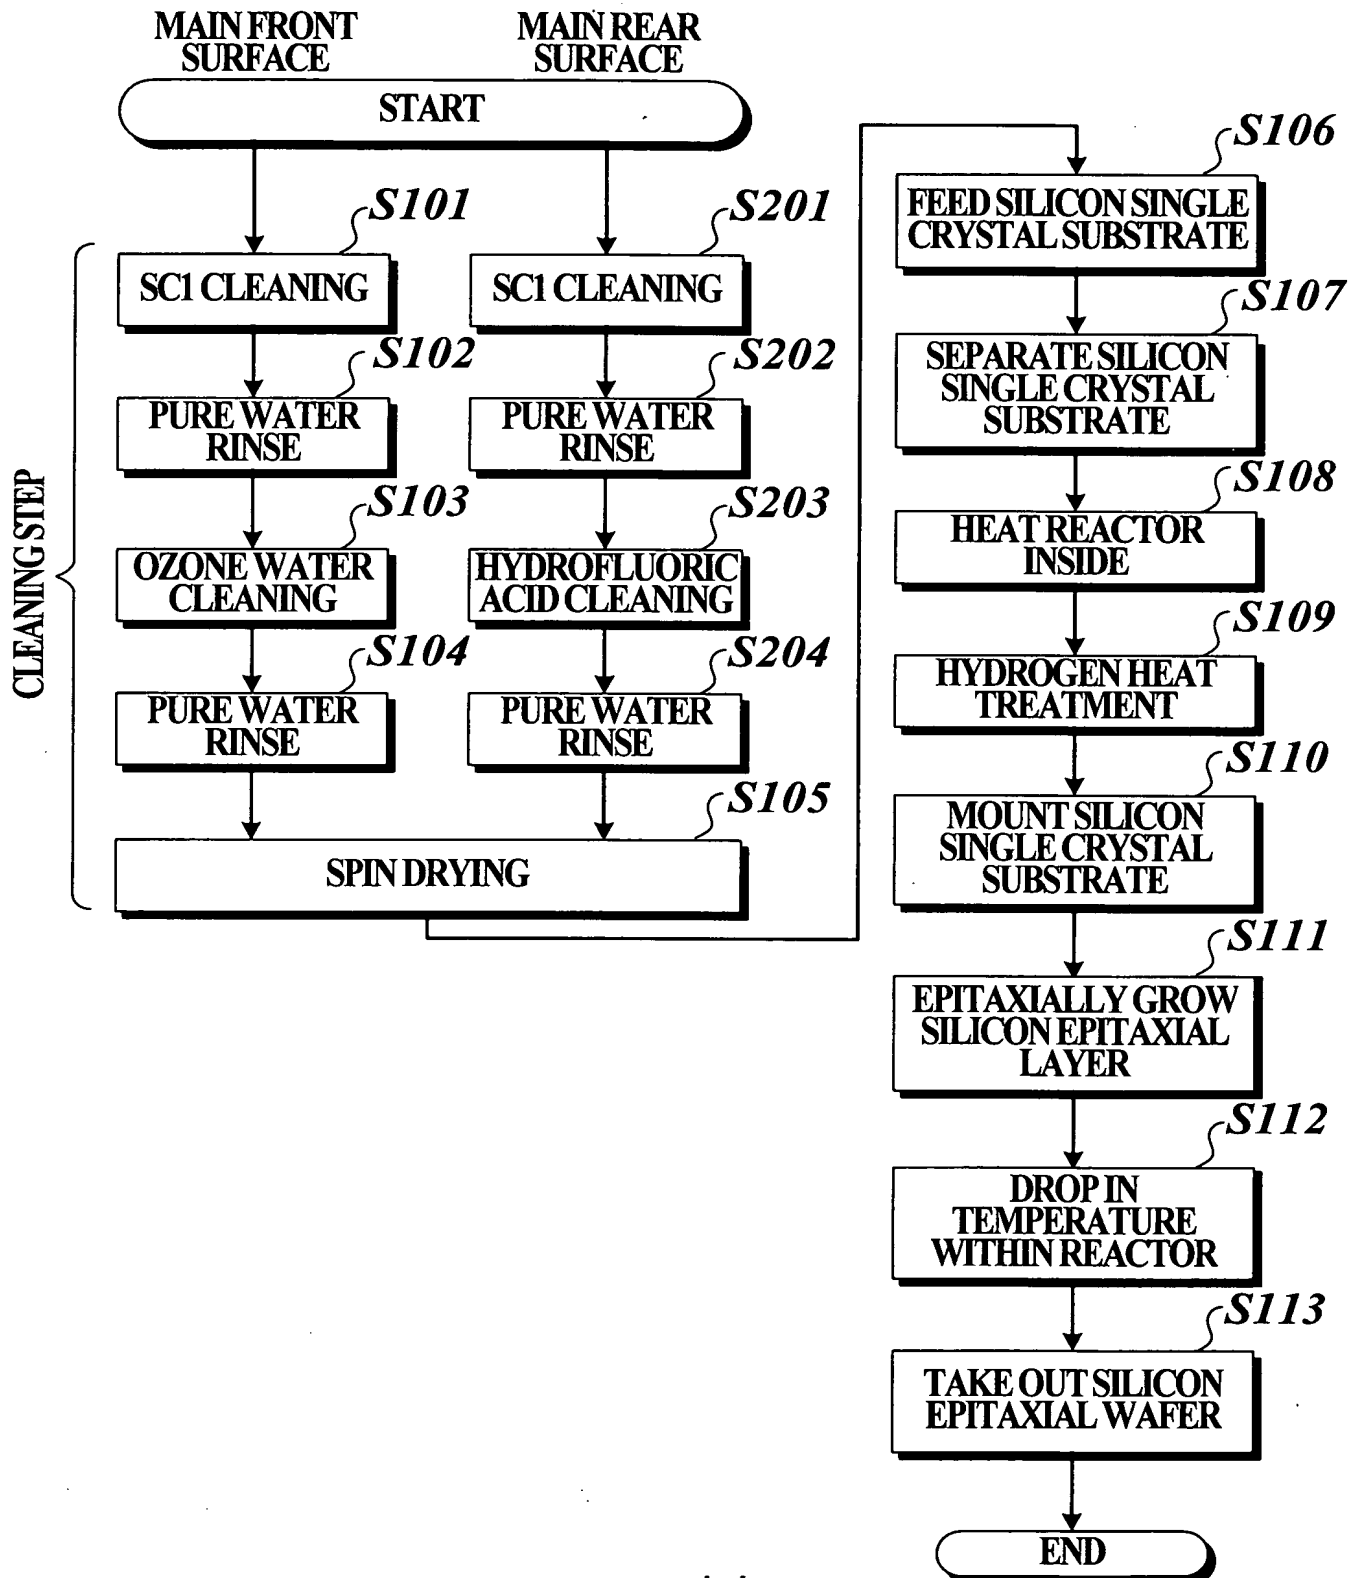 MAIN FRONT
SURFACE
MAIN REAR
SURFACE
START
CLEANING STEP
S101
SC1 CLEANING
S102
PURE WATER
RINSE
S103
OZONE WATER
CLEANING
S104
PURE WATER
RINSE
S201
SC1 CLEANING
S202
PURE WATER
RINSE
S203
HYDROFLUORIC
ACID CLEANING
S204
PURE WATER
RINSE
S105
SPIN DRYING
S106
FEED SILICON SINGLE
CRYSTAL SUBSTRATE
S107
SEPARATE SILICON
SINGLE CRYSTAL
SUBSTRATE
S108
HEAT REACTOR
INSIDE
S109
HYDROGEN HEAT
TREATMENT
S110
MOUNT SILICON
SINGLE CRYSTAL
SUBSTRATE
S111
EPITAXIALLY GROW
SILICON EPITAXIAL
LAYER
S112
DROP IN
TEMPERATURE
WITHIN REACTOR
S113
TAKE OUT SILICON
EPITAXIAL WAFER
END